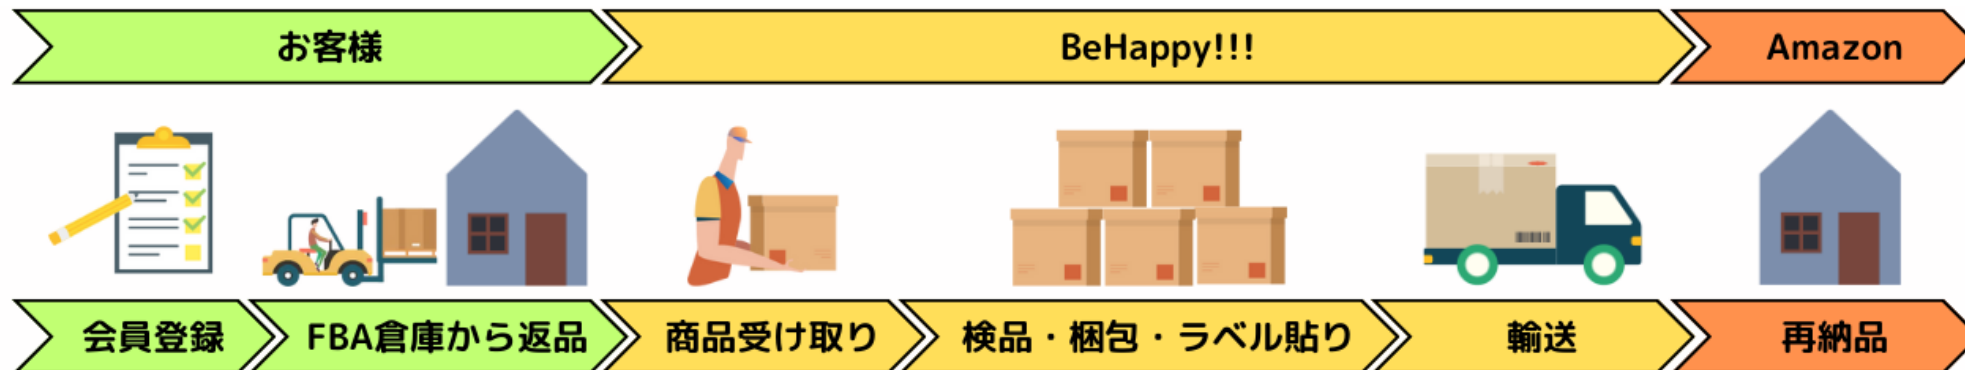 お客様
BeHappy!!!
Amazon
会員登録
FBA倉庫から返品
商品受け取り
検品・梱包・ラベル貼り
輸送
再納品